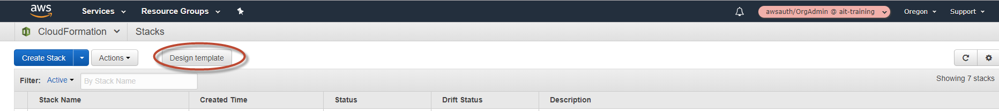 aws Services Resource Groups awsauth/OrgAdmin @ ait-training Oregon Support
CloudFormation Stacks
Create Stack Actions Design template
Filter: Active By Stack Name Showing 7 stacks
Stack Name Created Time Status Drift Status Description